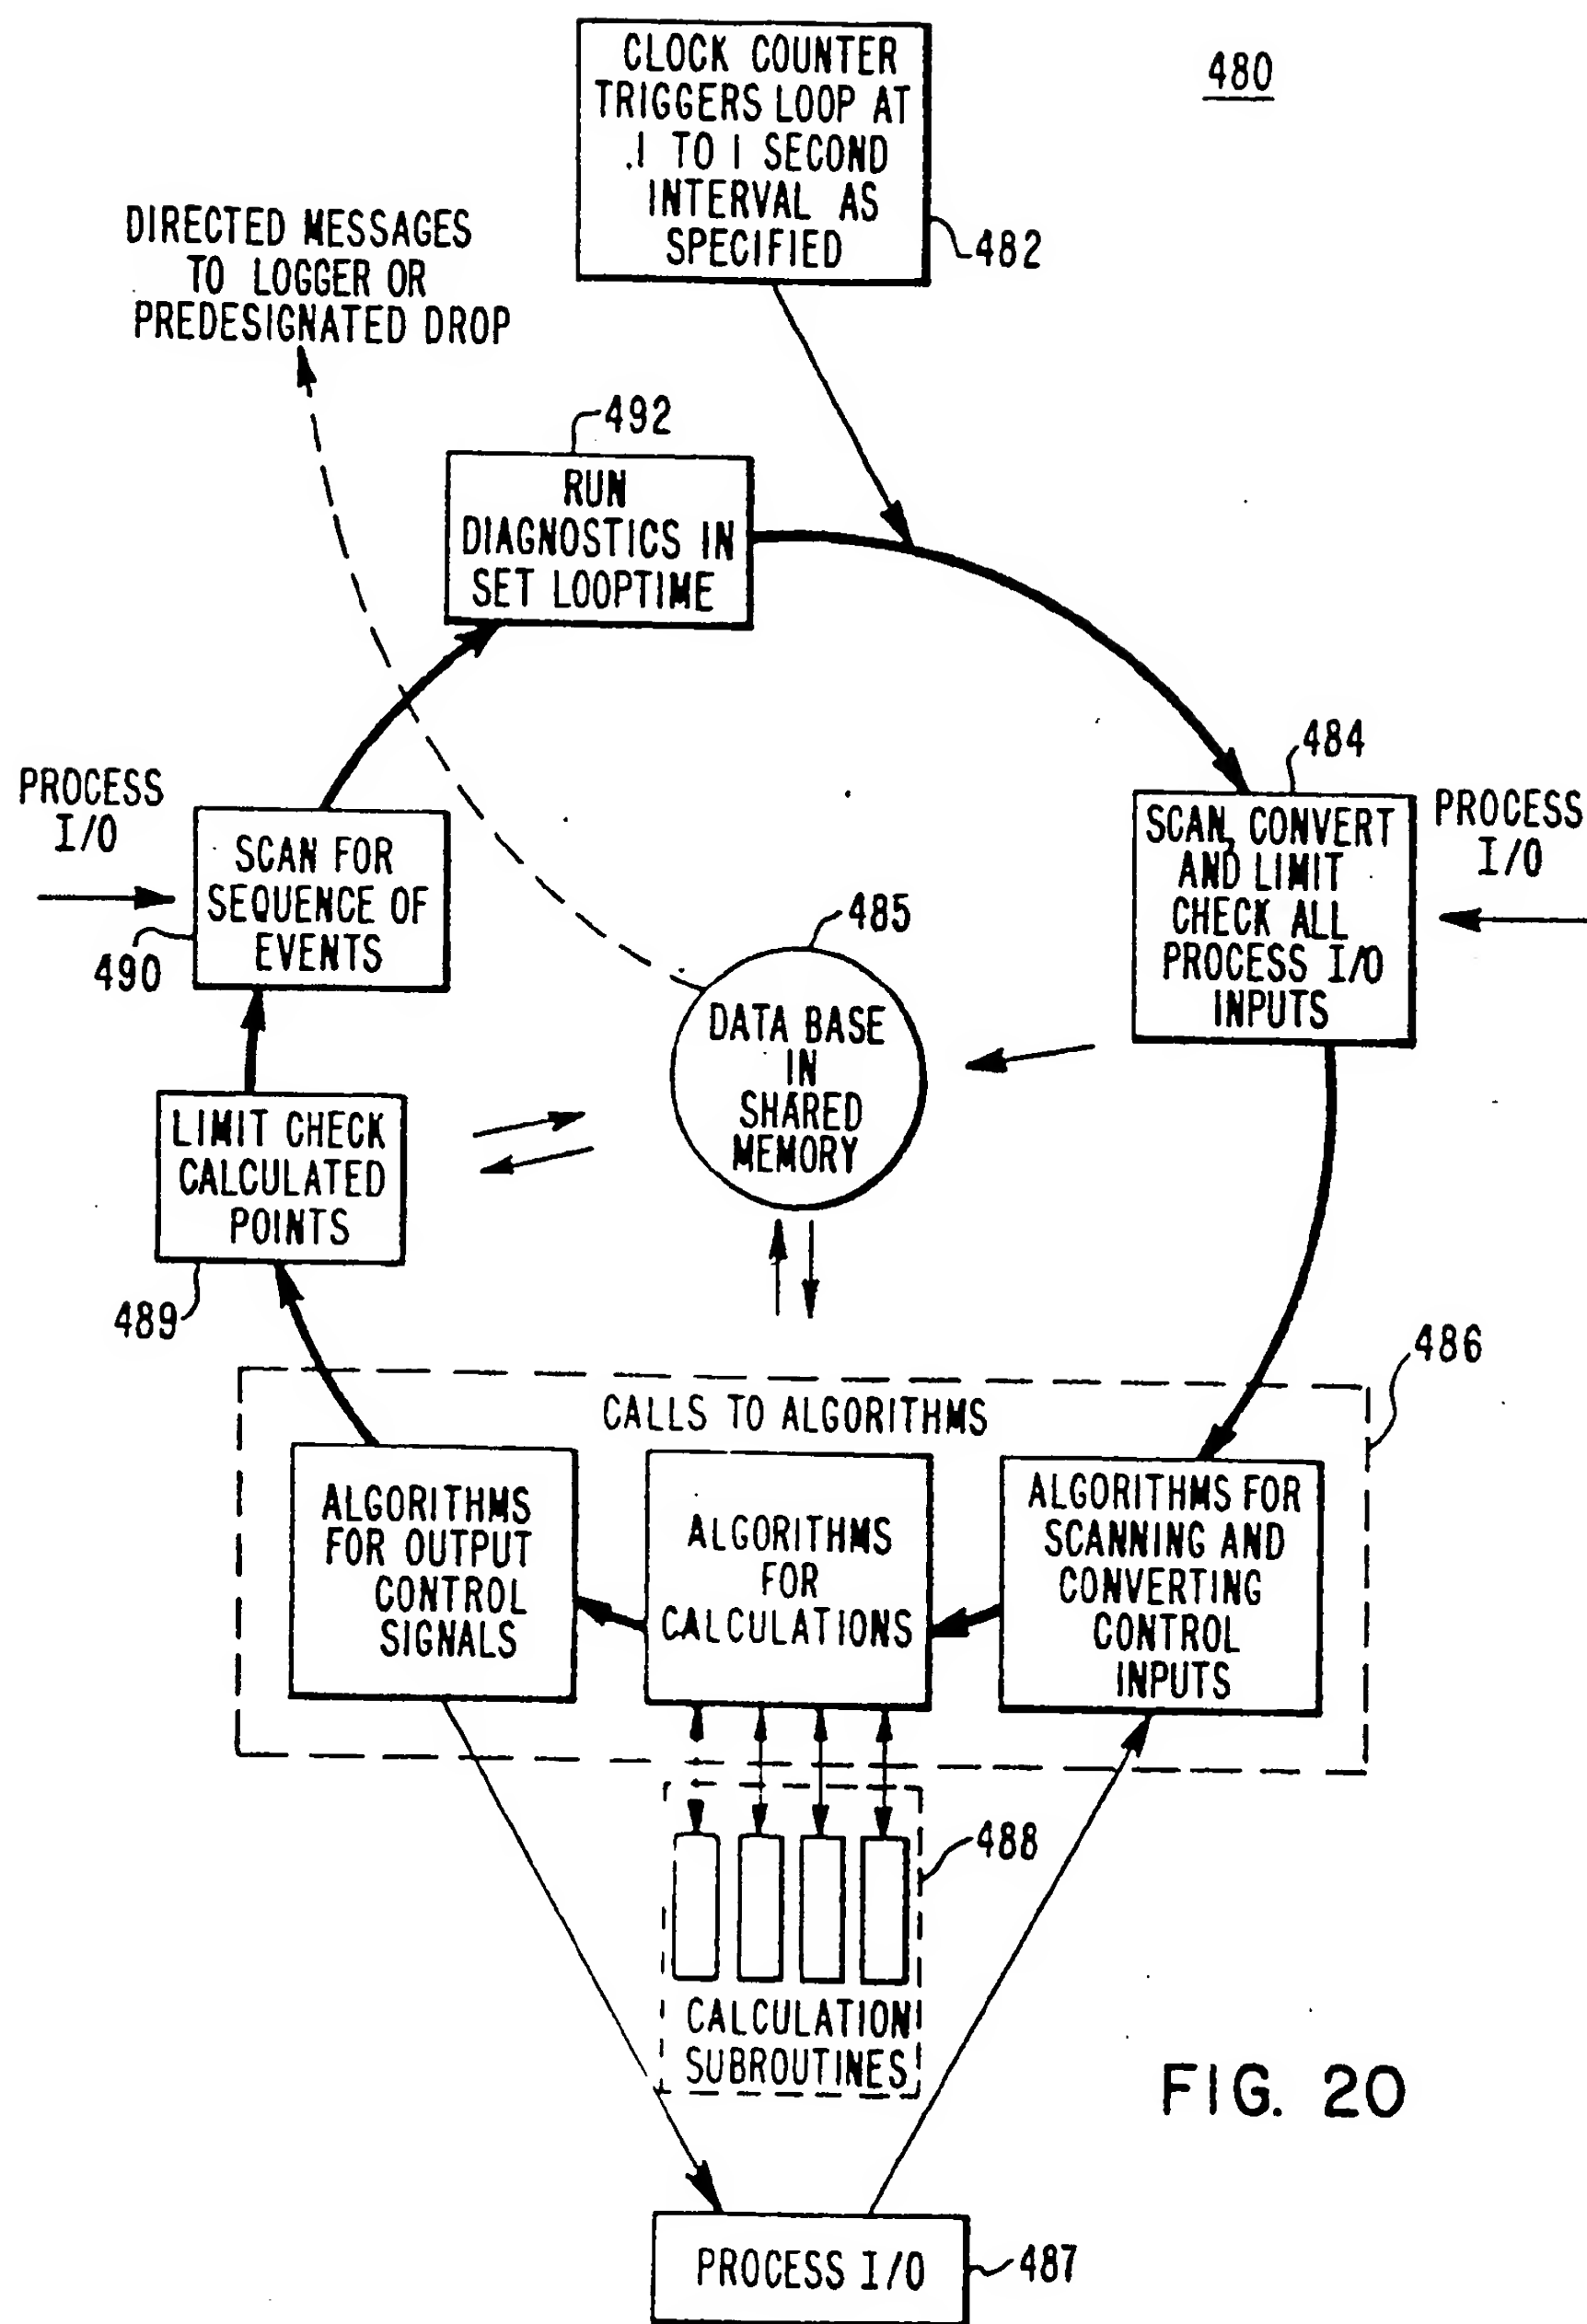 CLOCK COUNTER
TRIGGERS LOOP AT
.1 TO 1 SECOND
INTERVAL AS
SPECIFIED
480
482
DIRECTED MESSAGES
TO LOGGER OR
PREDESIGNATED DROP
492
RUN
DIAGNOSTICS IN
SET LOOPTIME
484
PROCESS
I/O
SCAN FOR
SEQUENCE OF
EVENTS
490
SCAN, CONVERT
AND LIMIT
CHECK ALL
PROCESS I/O
INPUTS
PROCESS
I/O
485
DATA BASE
IN
SHARED
MEMORY
LIMIT CHECK
CALCULATED
POINTS
489
486
CALLS TO ALGORITHMS
ALGORITHMS
FOR OUTPUT
CONTROL
SIGNALS
ALGORITHMS
FOR
CALCULATIONS
ALGORITHMS FOR
SCANNING AND
CONVERTING
CONTROL
INPUTS
488
CALCULATION
SUBROUTINES
FIG. 20
PROCESS I/O
487